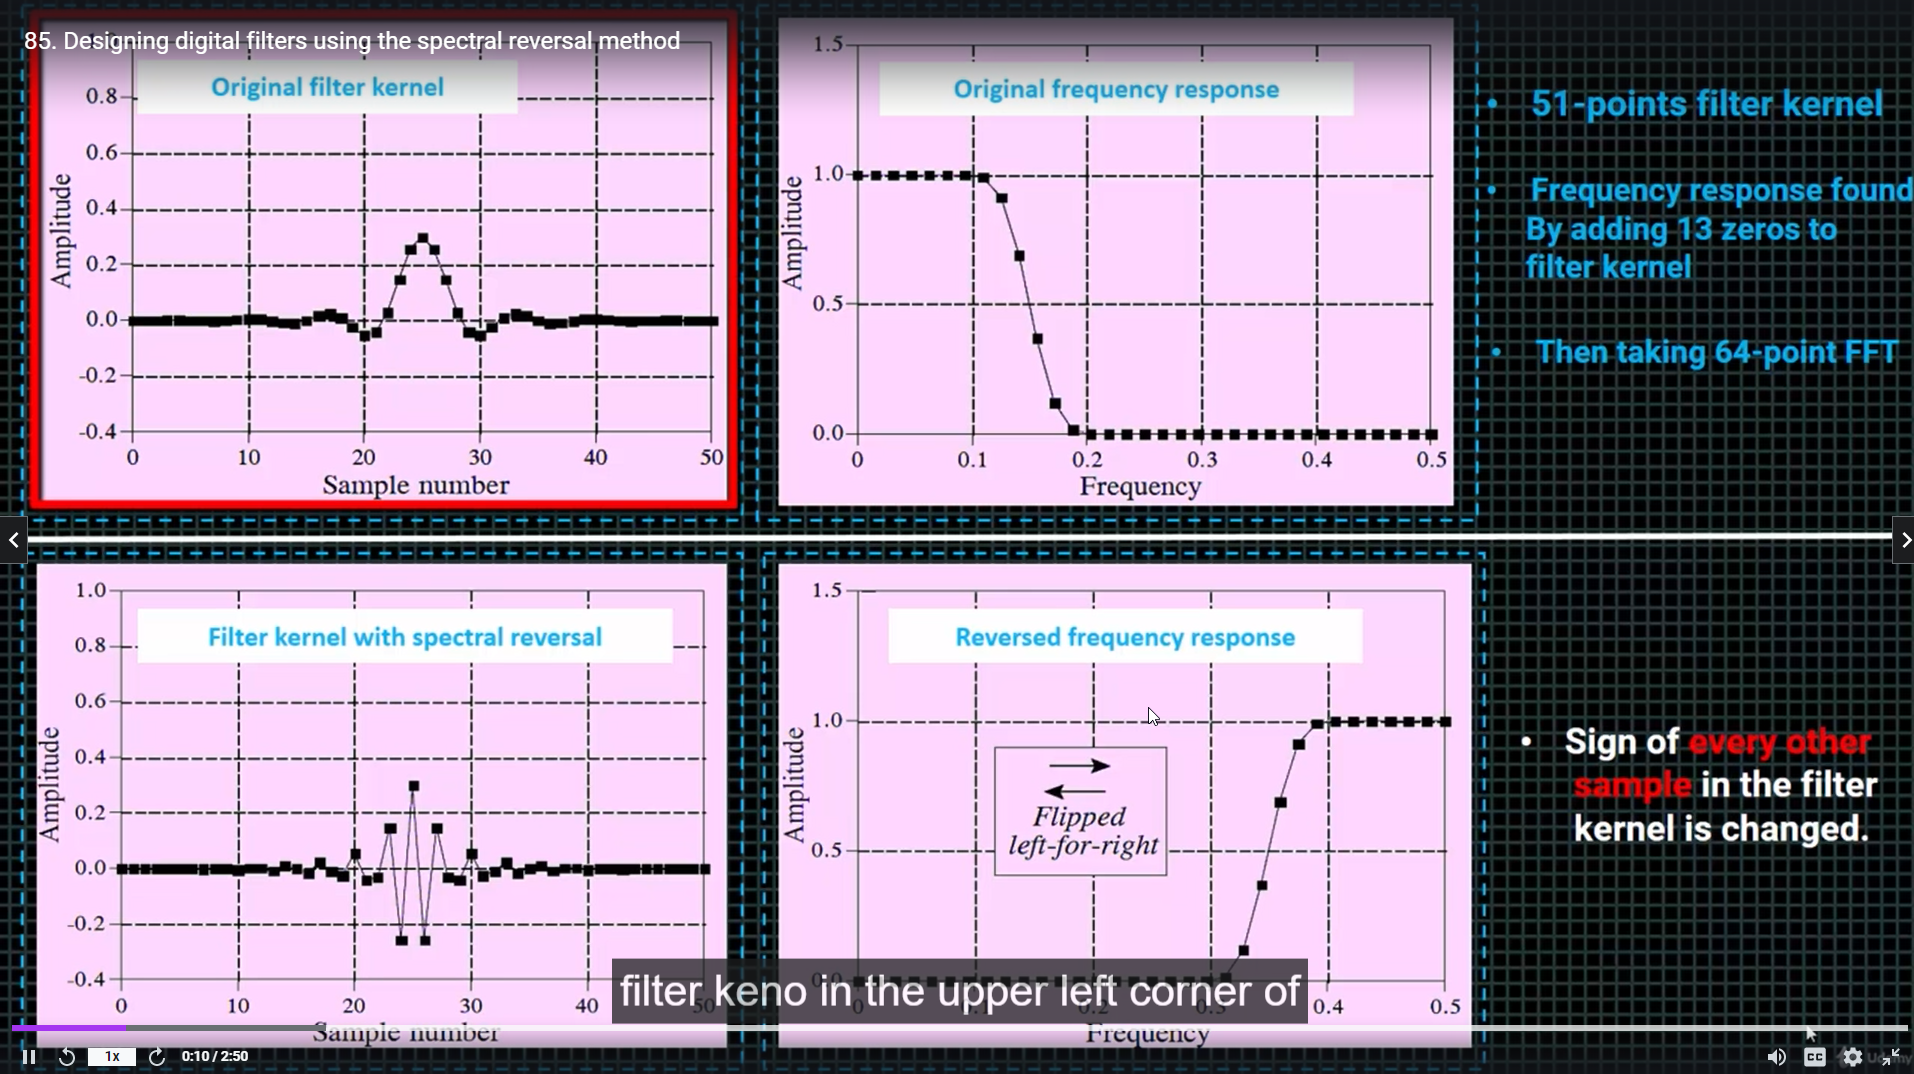 85. Designing digital filters using the spectral reversal method
Original filter kernel
0.8
0.6
0.4
0.2
0.0
-0.2
-0.4
Amplitude
0 10 20 30 40 50
Sample number
1.5
1.0
0.5
0.0
Original frequency response
Amplitude
0 0.1 0.2 0.3 0.4 0.5
Frequency
• 51-points filter kernel
• Frequency response found
By adding 13 zeros to
filter kernel
• Then taking 64-point FFT
1.0
0.8
0.6
0.4
0.2
0.0
-0.2
-0.4
Filter kernel with spectral reversal
Amplitude
0 10 20 30 40 50
Sample number
1.5
1.0
0.5
0.0
Reversed frequency response
Amplitude
Flipped
left-for-right
0 0.1 0.2 0.3 0.4 0.5
Frequency
• Sign of every other
sample in the filter
kernel is changed.
filter keno in the upper left corner of
1x
0:10 / 2:50
CC
Udemy